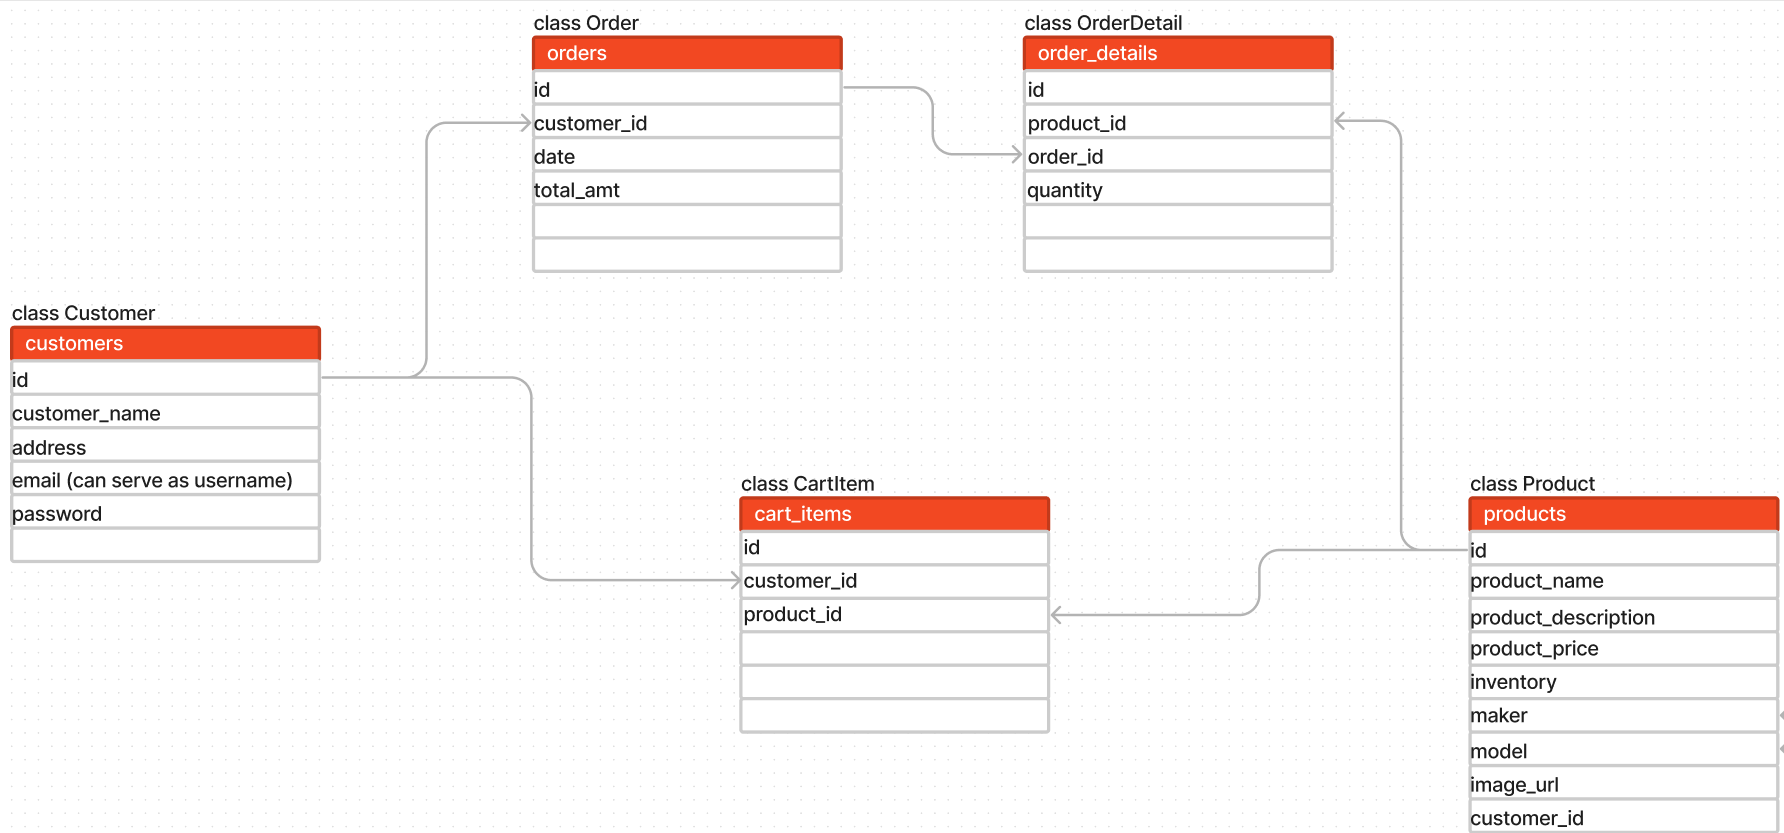 class Order
orders
id
customer_id
date
total_amt
class OrderDetail
order_details
id
product_id
order_id
quantity
class Customer
customers
id
customer_name
address
email (can serve as username)
password
class CartItem
cart_items
id
customer_id
product_id
class Product
products
id
product_name
product_description
product_price
inventory
maker
model
image_url
customer_id